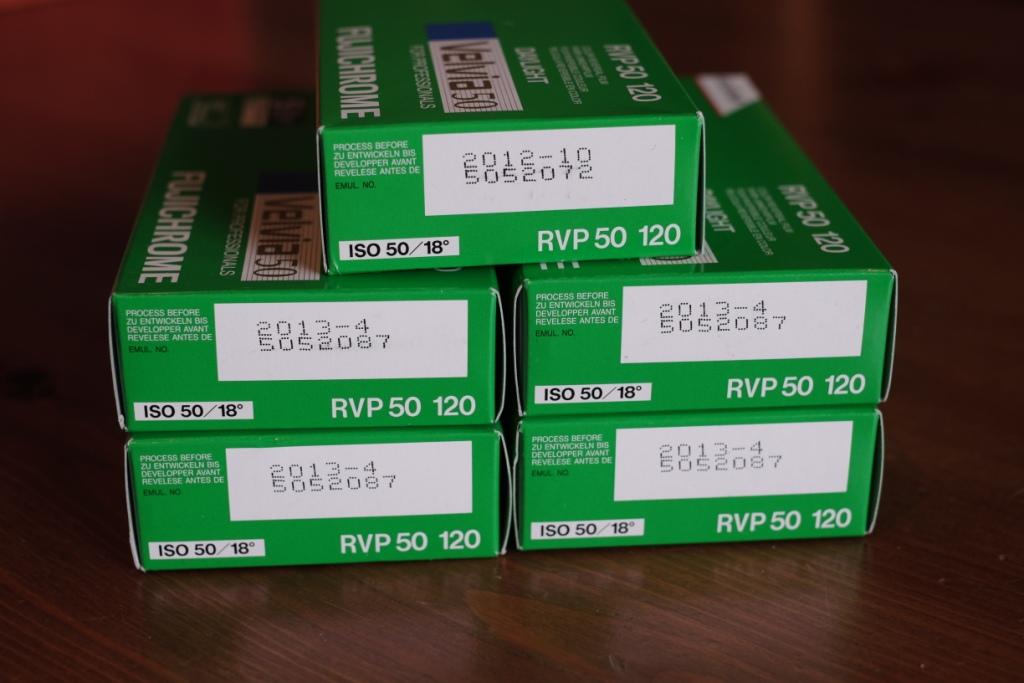 FUJICHROME
FOR PROFESSIONALS
Velvia50
DAYLIGHT
RVP 50 120
PROCESS BEFORE
ZU ENTWICKELN BIS
DEVELOPPER AVANT
REVELESE ANTES DE
EMUL. NO.
2012-10
5052072
ISO 50/18°
RVP 50 120
FUJICHROME
FOR PROFESSIONALS
Velvia50
PROCESS BEFORE
ZU ENTWICKELN BIS
DEVELOPPER AVANT
REVELESE ANTES DE
EMUL. NO.
2013-4
5052087
ISO 50/18°
RVP 50 120
RVP 50 120
PROCESS BEFORE
ZU ENTWICKELN BIS
DEVELOPPER AVANT
REVELESE ANTES DE
EMUL. NO.
2013-4
5052087
ISO 50/18°
RVP 50 120
PROCESS BEFORE
ZU ENTWICKELN BIS
DEVELOPPER AVANT
REVELESE ANTES DE
EMUL. NO.
2013-4
5052087
ISO 50/18°
RVP 50 120
PROCESS BEFORE
ZU ENTWICKELN BIS
DEVELOPPER AVANT
REVELESE ANTES DE
EMUL. NO.
2013-4
5052087
ISO 50/18°
RVP 50 120